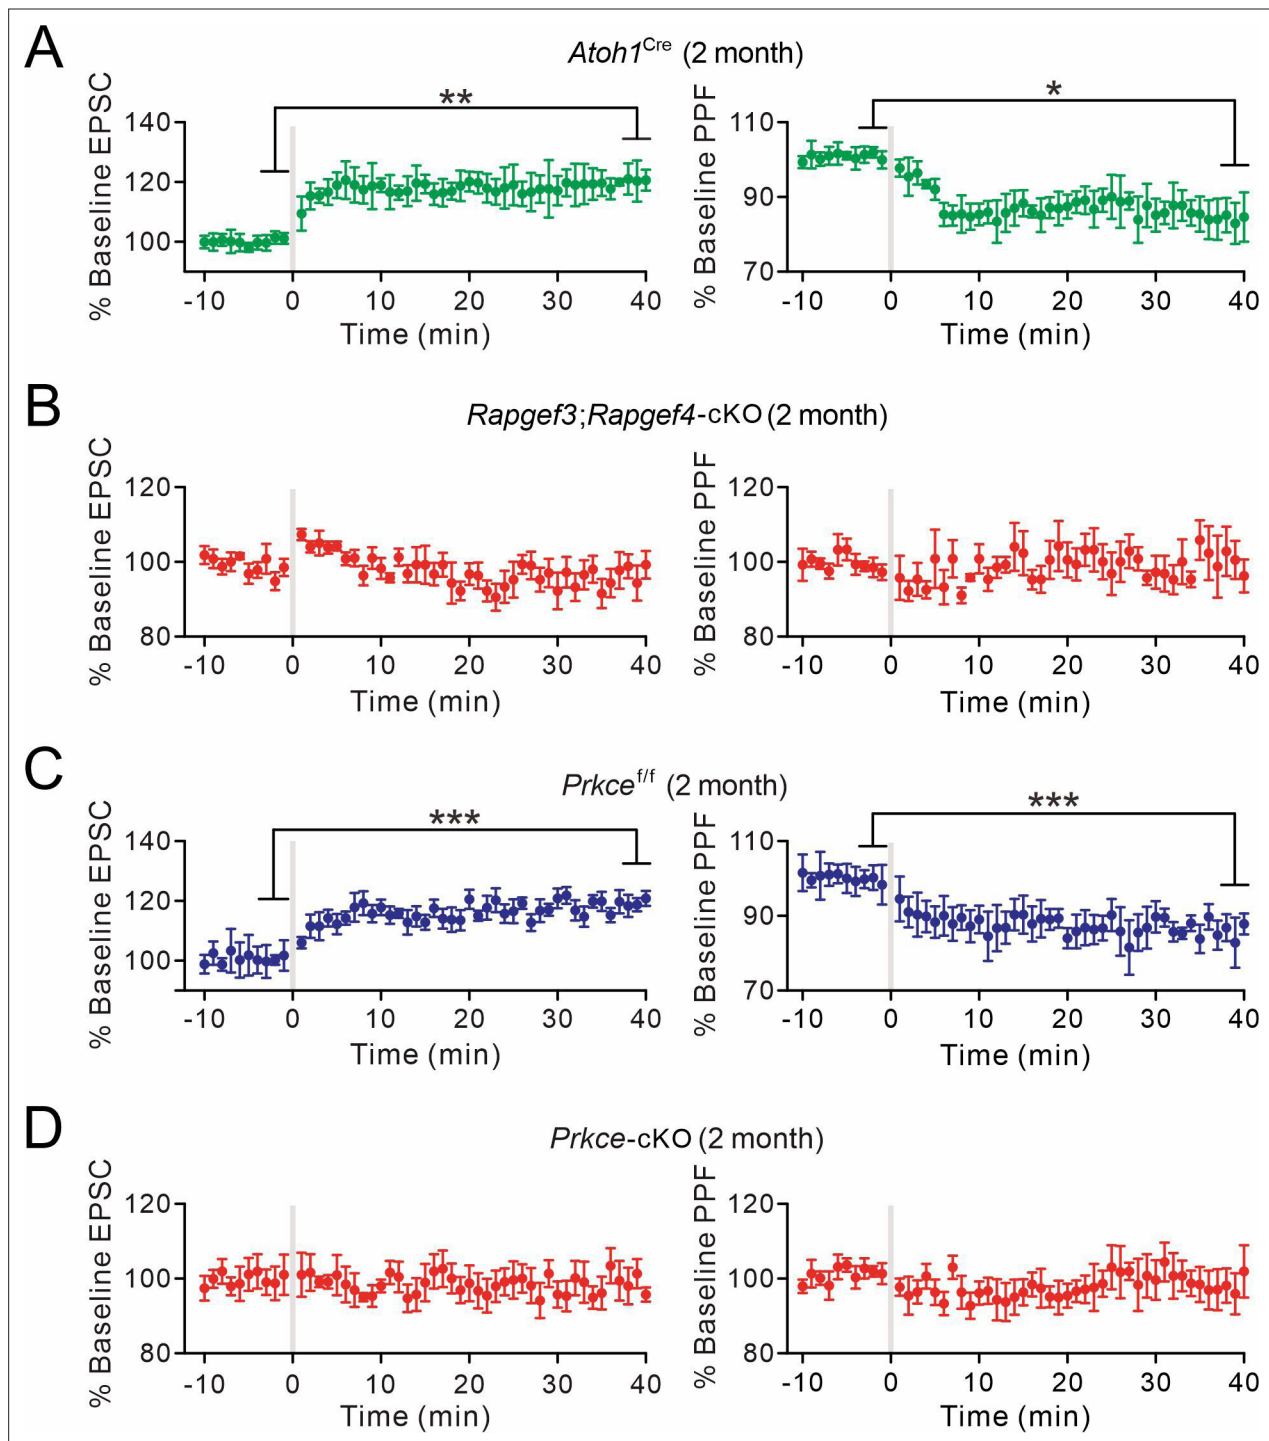 A
Atoh1Cre (2 month)
% Baseline EPSC
140
120
100
**
-10 0 10 20 30 40
Time (min)
% Baseline PPF
110
90
70
*
-10 0 10 20 30 40
Time (min)
B
Rapgef3;Rapgef4-cKO (2 month)
% Baseline EPSC
120
100
80
-10 0 10 20 30 40
Time (min)
% Baseline PPF
120
100
80
-10 0 10 20 30 40
Time (min)
C
Prkcef/f (2 month)
% Baseline EPSC
140
120
100
***
-10 0 10 20 30 40
Time (min)
% Baseline PPF
110
90
70
***
-10 0 10 20 30 40
Time (min)
D
Prkce-cKO (2 month)
% Baseline EPSC
120
100
80
-10 0 10 20 30 40
Time (min)
% Baseline PPF
120
100
80
-10 0 10 20 30 40
Time (min)